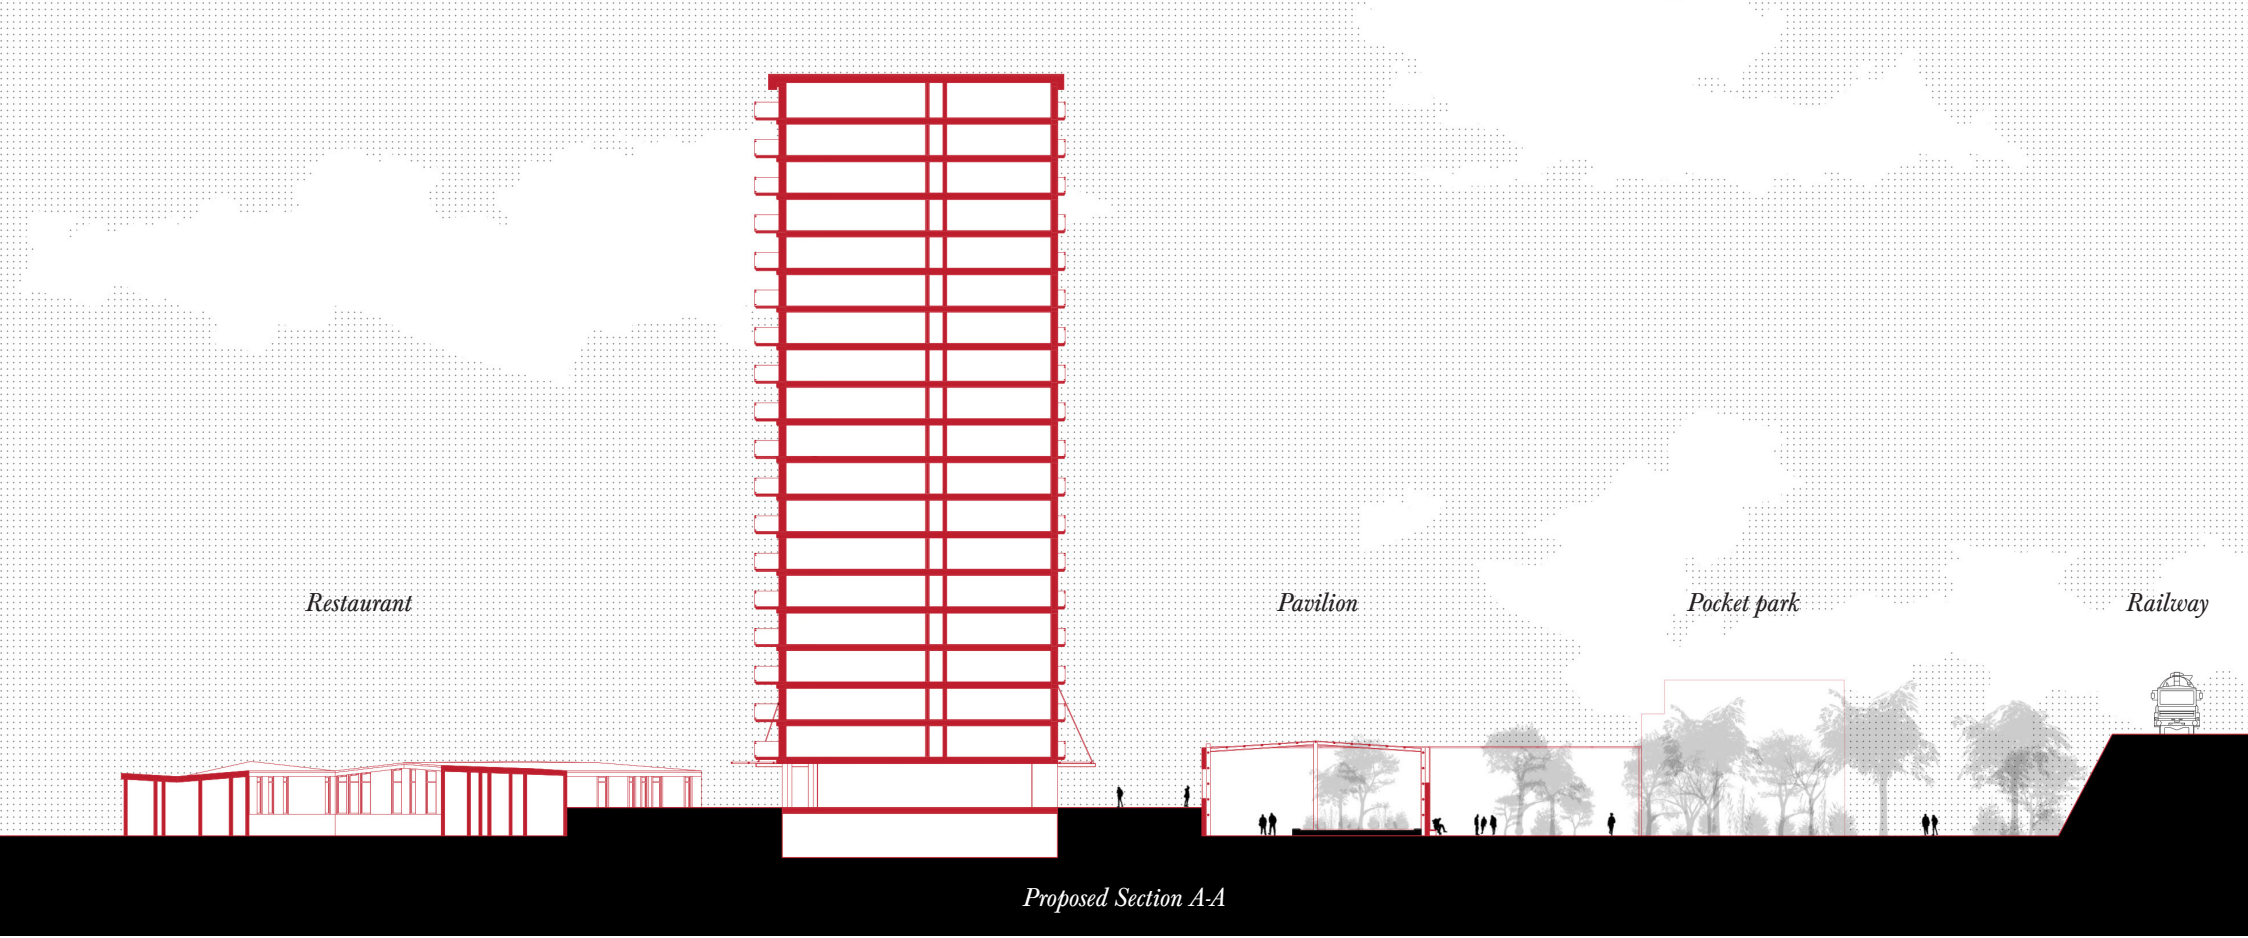 Restaurant
Pavilion
Pocket park
Railway
Proposed Section A-A